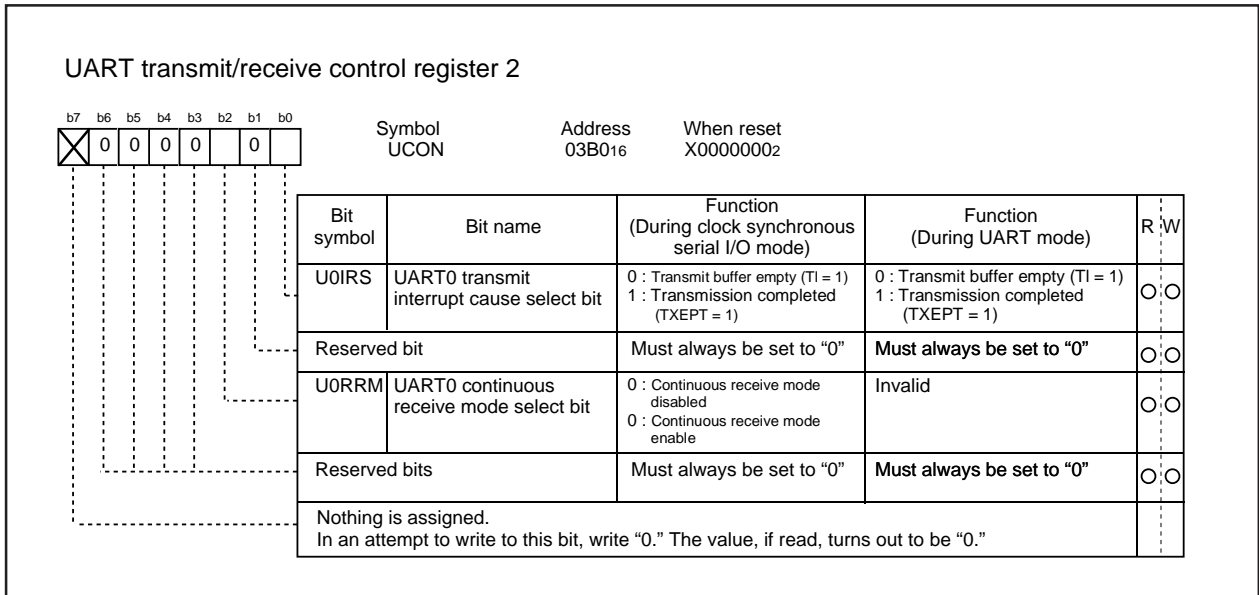 UART transmit/receive control register 2
b7 b6 b5 b4 b3 b2 b1 b0
0 0 0 0 0
Symbol Address When reset
UCON 03B016 X00000002
Bit symbol
Bit name
Function
(During clock synchronous
serial I/O mode)
Function
(During UART mode)
R W
U0IRS
UART0 transmit
interrupt cause select bit
0 : Transmit buffer empty (TI = 1)
1 : Transmission completed
(TXEPT = 1)
0 : Transmit buffer empty (TI = 1)
1 : Transmission completed
(TXEPT = 1)
Reserved bit
Must always be set to “0”
Must always be set to “0”
U0RRM
UART0 continuous
receive mode select bit
0 : Continuous receive mode
disabled
0 : Continuous receive mode
enable
Invalid
Reserved bits
Must always be set to “0”
Must always be set to “0”
Nothing is assigned.
In an attempt to write to this bit, write “0.” The value, if read, turns out to be “0.”